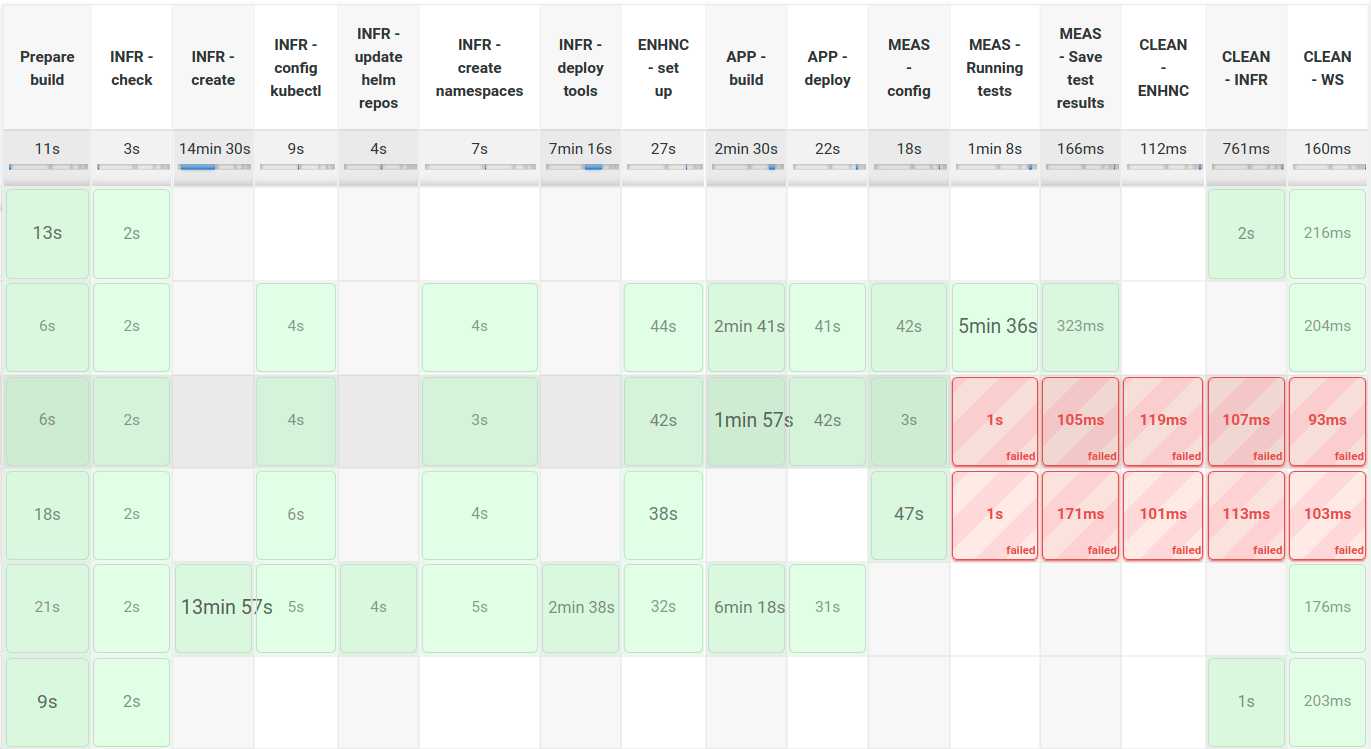 Prepare build
INFR - check
INFR - create
INFR - config kubectl
INFR - update helm repos
INFR - create namespaces
INFR - deploy tools
ENHNC - set up
APP - build
APP - deploy
MEAS - config
MEAS - Running tests
MEAS - Save test results
CLEAN - ENHNC
CLEAN - INFR
CLEAN - WS
11s 3s 14min 30s 9s 4s 7s 7min 16s 27s 2min 30s 22s 18s 1min 8s 166ms 112ms 761ms 160ms
13s 2s 2s 216ms
6s 2s 4s 4s 44s 2min 41s 41s 42s 5min 36s 323ms 204ms
6s 2s 4s 3s 42s 1min 57s 42s 3s 1s 105ms 119ms 107ms 93ms
failed failed failed failed failed
18s 2s 6s 4s 38s 47s 1s 171ms 101ms 113ms 103ms
failed failed failed failed failed
21s 2s 13min 57s 5s 4s 5s 2min 38s 32s 6min 18s 31s 176ms
9s 2s 1s 203ms